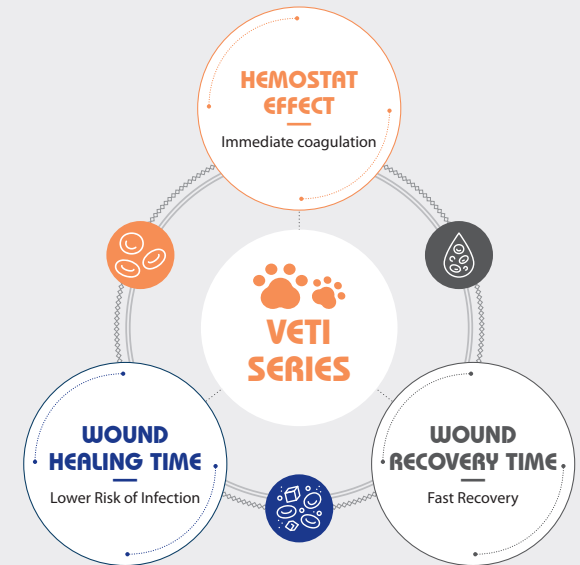 HEMOSTAT
EFFECT
Immediate coagulation
VETI
SERIES
WOUND
HEALING TIME
Lower Risk of Infection
WOUND
RECOVERY TIME
Fast Recovery